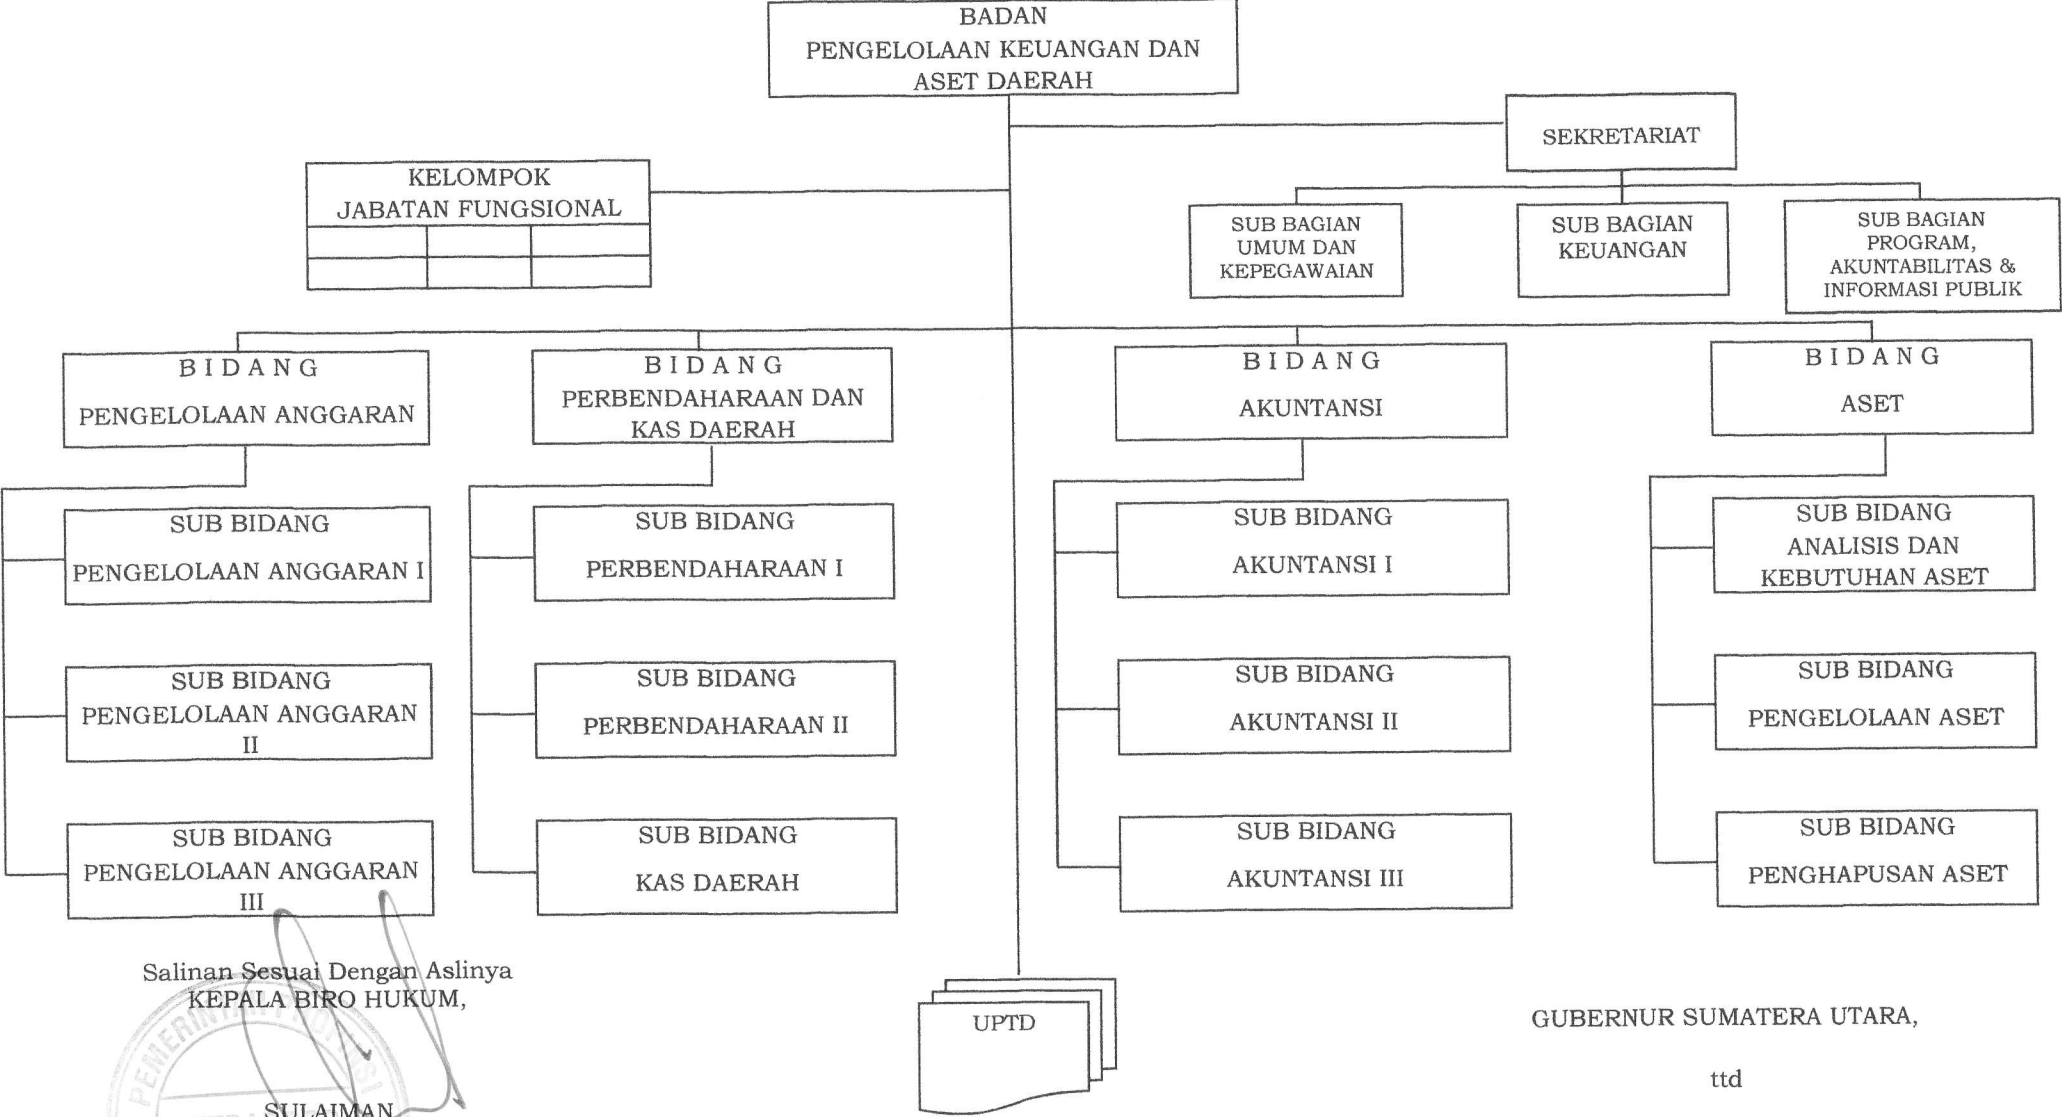 BADAN
PENGELOLAAN KEUANGAN DAN
ASET DAERAH
SEKRETARIAT
KELOMPOK
JABATAN FUNGSIONAL
SUB BAGIAN
UMUM DAN
KEPEGAWAIAN
SUB BAGIAN
KEUANGAN
SUB BAGIAN
PROGRAM,
AKUNTABILITAS &
INFORMASI PUBLIK
B I D A N G
PENGELOLAAN ANGGARAN
B I D A N G
PERBENDAHARAAN DAN
KAS DAERAH
B I D A N G
AKUNTANSI
B I D A N G
ASET
SUB BIDANG
PENGELOLAAN ANGGARAN I
SUB BIDANG
PERBENDAHARAAN I
SUB BIDANG
AKUNTANSI I
SUB BIDANG
ANALISIS DAN
KEBUTUHAN ASET
SUB BIDANG
PENGELOLAAN ANGGARAN
II
SUB BIDANG
PERBENDAHARAAN II
SUB BIDANG
AKUNTANSI II
SUB BIDANG
PENGELOLAAN ASET
SUB BIDANG
PENGELOLAAN ANGGARAN
III
SUB BIDANG
KAS DAERAH
SUB BIDANG
AKUNTANSI III
SUB BIDANG
PENGHAPUSAN ASET
Salinan Sesuai Dengan Aslinya
KEPALA BIRO HUKUM,
PEMERINTAH PROVINSI
SULAIMAN
UPTD
GUBERNUR SUMATERA UTARA,
ttd